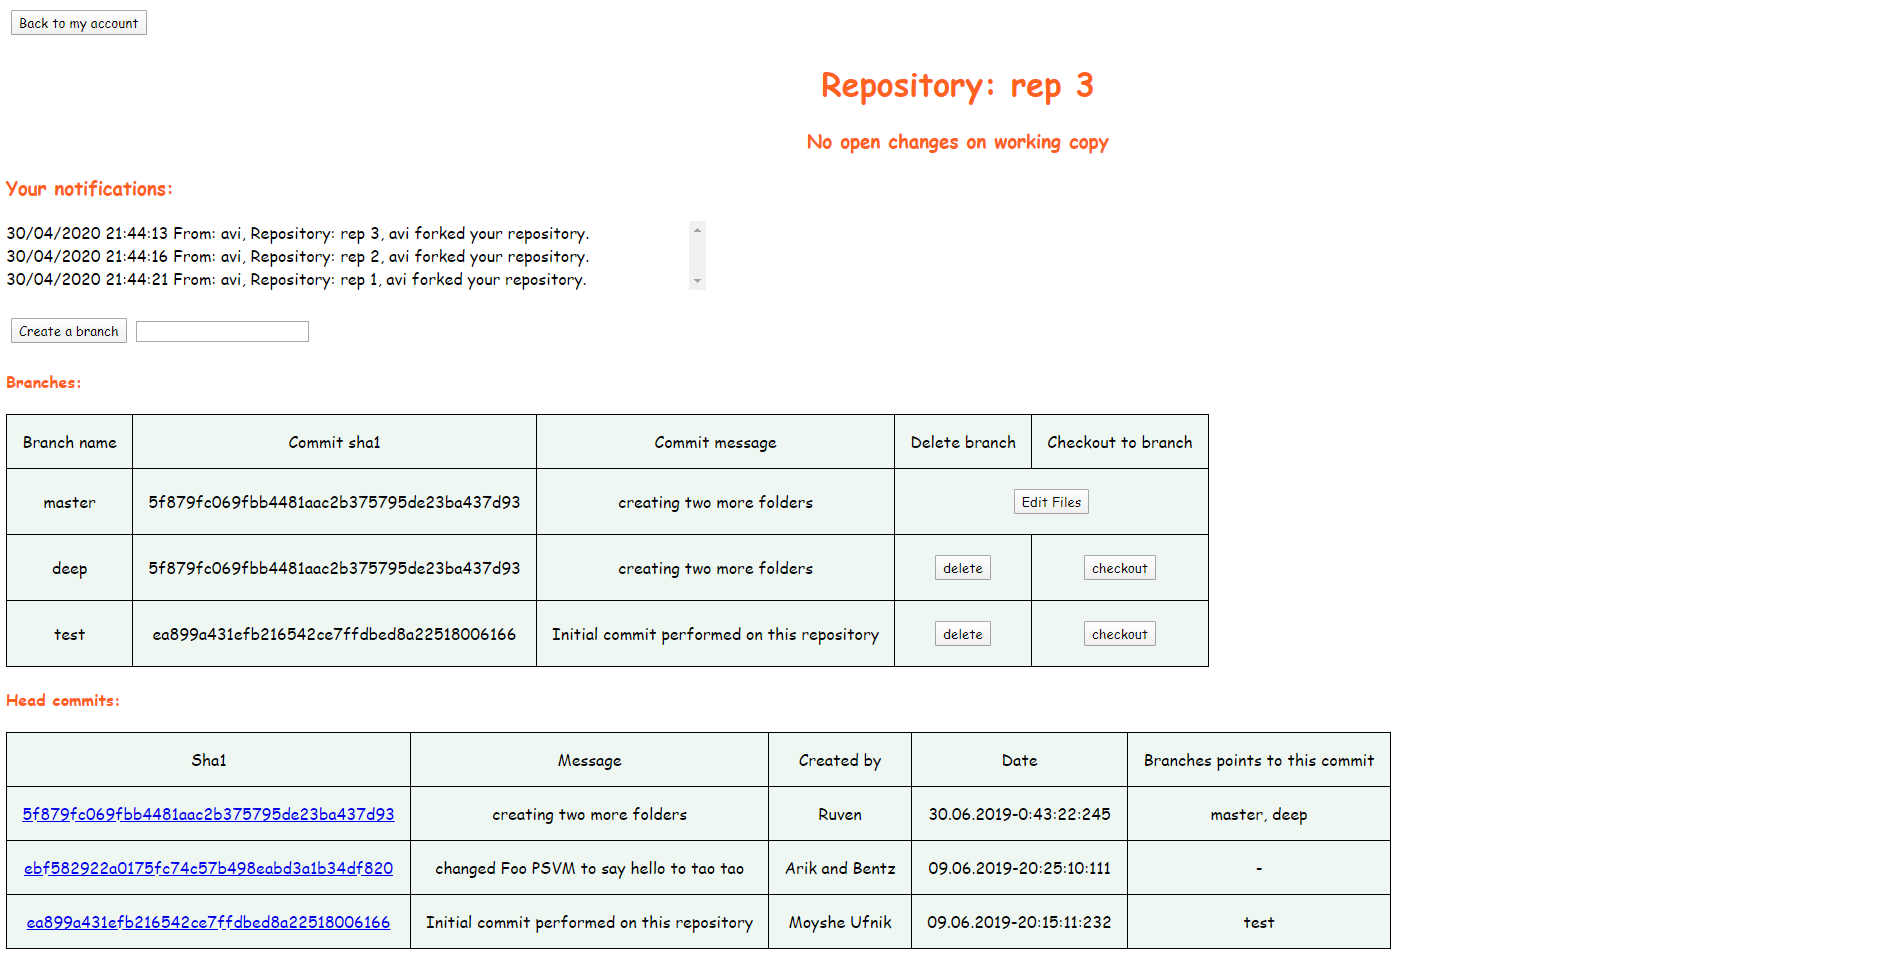 Back to my account
Repository: rep 3
No open changes on working copy
Your notifications:
30/04/2020 21:44:13 From: avi, Repository: rep 3, avi forked your repository.
30/04/2020 21:44:16 From: avi, Repository: rep 2, avi forked your repository.
30/04/2020 21:44:21 From: avi, Repository: rep 1, avi forked your repository.
Create a branch
Branches:
Branch name Commit sha1 Commit message Delete branch Checkout to branch
master 5f879fc069fbb4481aac2b375795de23ba437d93 creating two more folders Edit Files
deep 5f879fc069fbb4481aac2b375795de23ba437d93 creating two more folders delete checkout
test ea899a431efb216542ce7ffdbed8a22518006166 Initial commit performed on this repository delete checkout
Head commits:
Sha1 Message Created by Date Branches points to this commit
5f879fc069fbb4481aac2b375795de23ba437d93 creating two more folders Ruven 30.06.2019-0:43:22:245 master, deep
ebf582922a0175fc74c57b498eabd3a1b34df820 changed Foo PSVM to say hello to tao tao Arik and Bentz 09.06.2019-20:25:10:111 -
ea899a431efb216542ce7ffdbed8a22518006166 Initial commit performed on this repository Moyshe Ufnik 09.06.2019-20:15:11:232 test